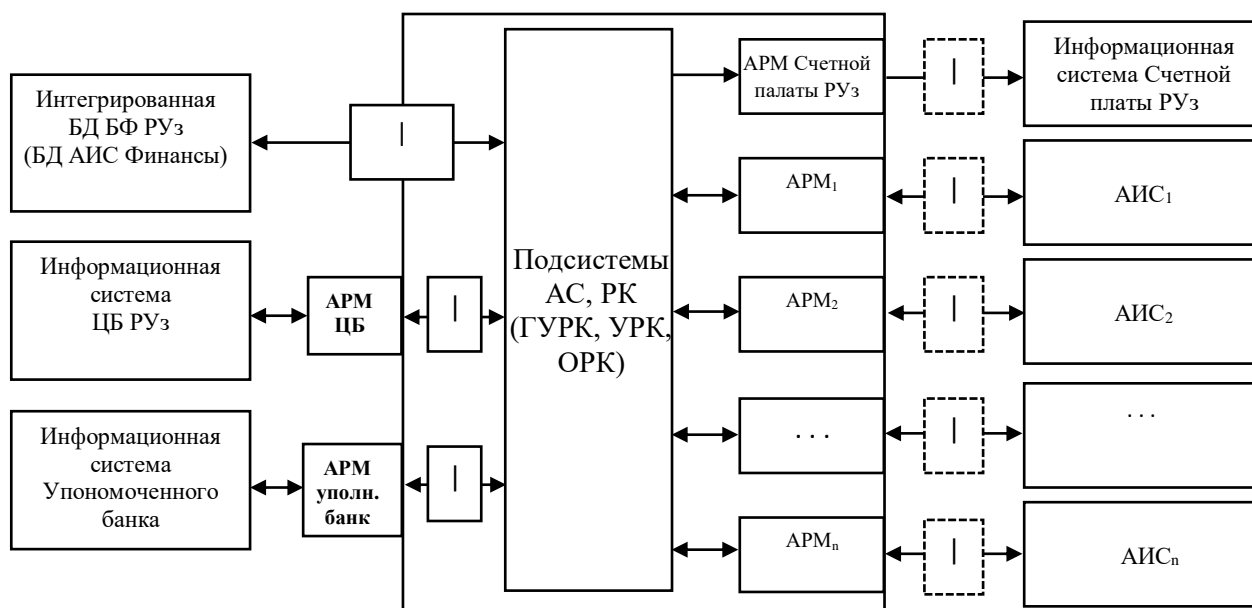 Интегрированная
БД БФ РУз
(БД АИС Финансы)
|
Информационная
система
ЦБ РУз
АРМ
ЦБ
|
Информационная
система
Упономоченного
банка
АРМ
уполн.
банк
|
Подсистемы
АС, РК
(ГУРК, УРК,
ОРК)
АРМ Счетной
палаты РУз
|
Информационная
система Счетной
платы РУз
АРМ₁
|
АИС₁
АРМ₂
|
АИС₂
. . .
|
. . .
АРМₙ
|
АИСₙ